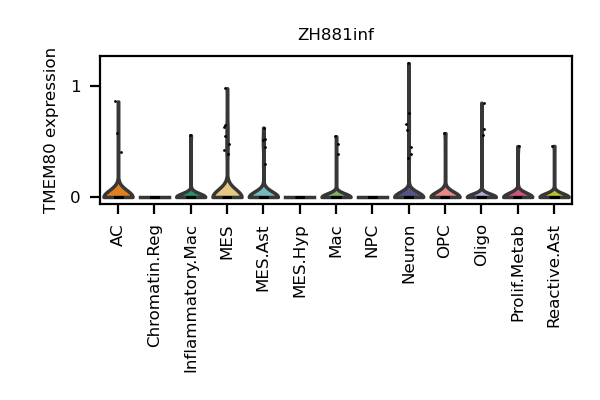 ZH881inf
TMEM80 expression
1
0
AC
Chromatin.Reg
Inflammatory.Mac
MES
MES.Ast
MES.Hyp
Mac
NPC
Neuron
OPC
Oligo
Prolif.Metab
Reactive.Ast